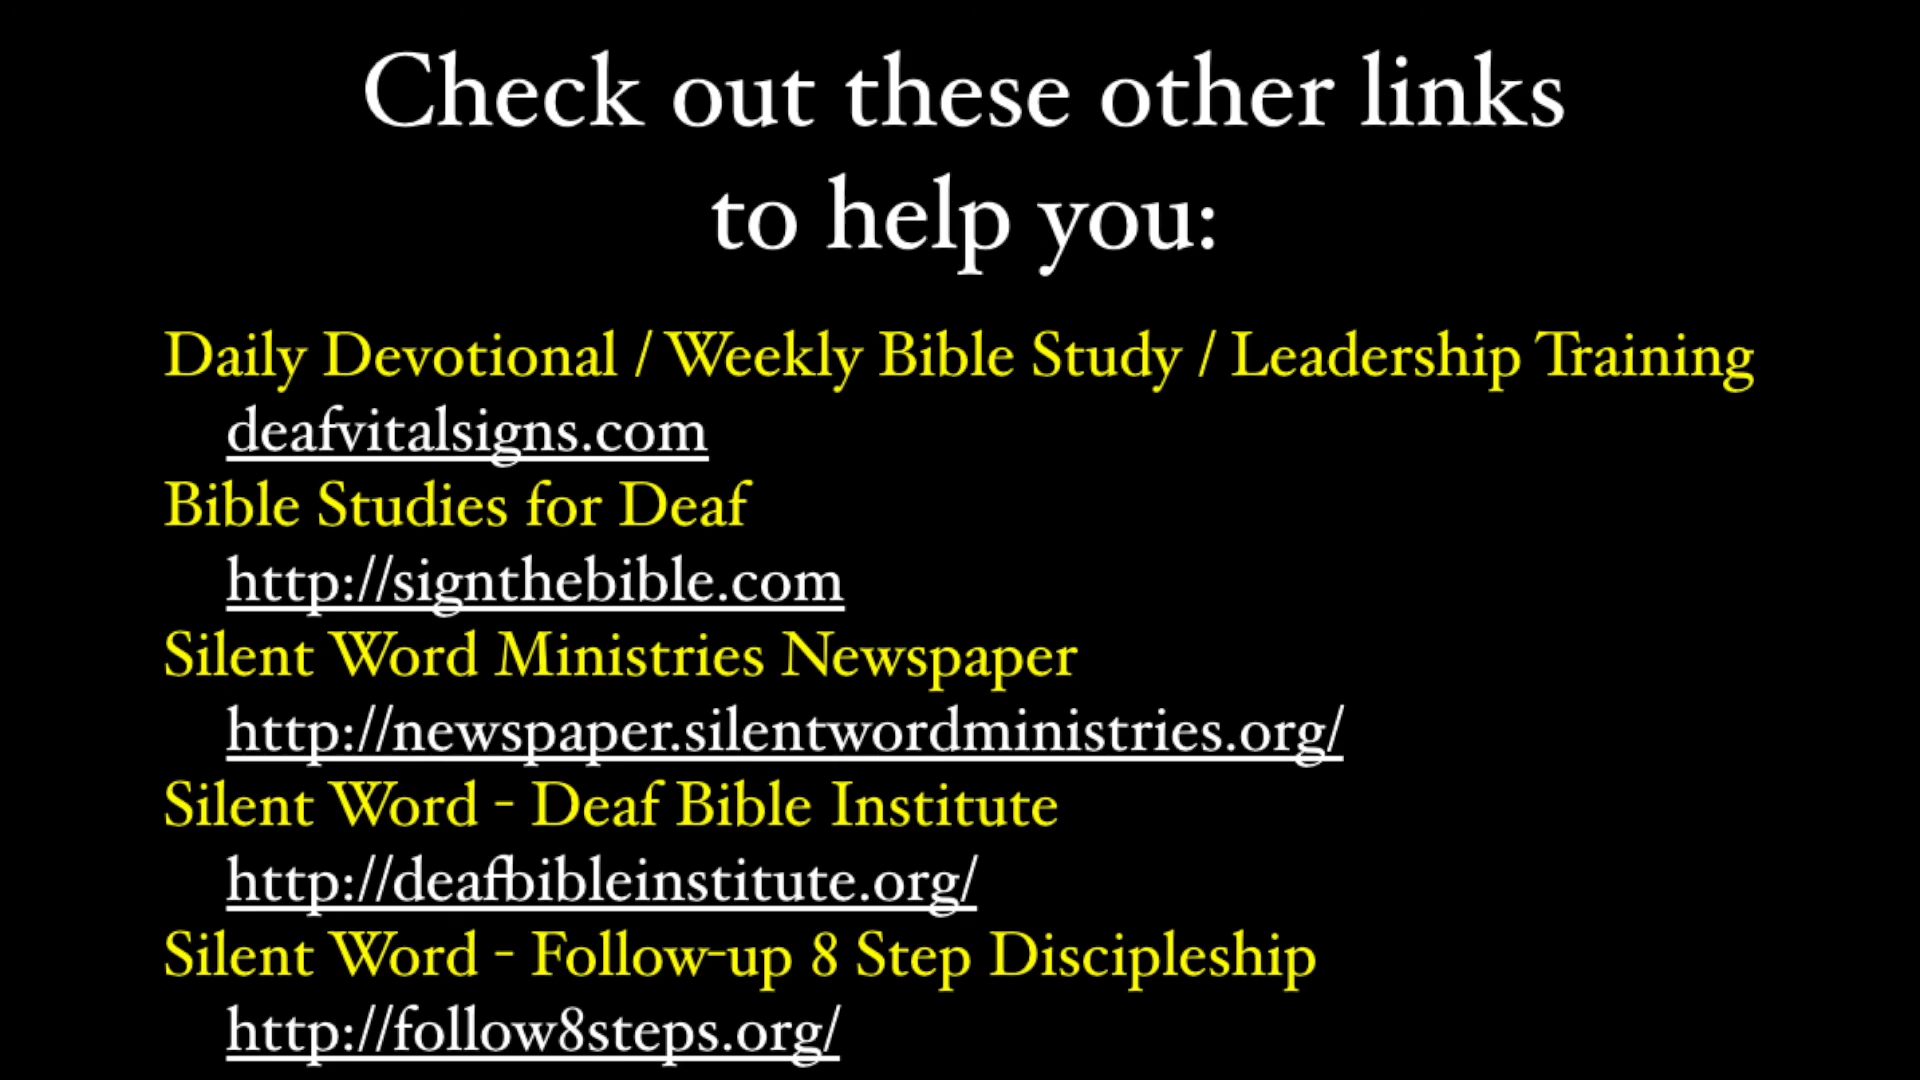 Check out these other links
to help you:
Daily Devotional / Weekly Bible Study / Leadership Training
deafvitalsigns.com
Bible Studies for Deaf
http://signthebible.com
Silent Word Ministries Newspaper
http://newspaper.silentwordministries.org/
Silent Word - Deaf Bible Institute
http://deafbibleinstitute.org/
Silent Word - Follow-up 8 Step Discipleship
http://follow8steps.org/